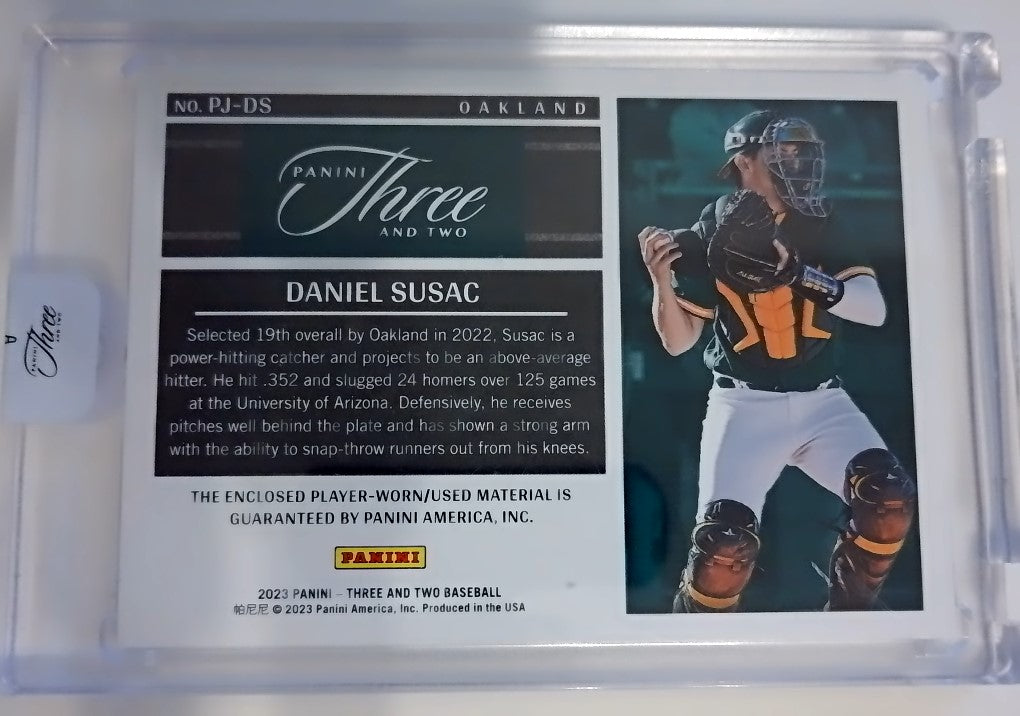 NO. PJ-DS OAKLAND
PANINI
Three
AND TWO
DANIEL SUSAC
Selected 19th overall by Oakland in 2022, Susac is a
power-hitting catcher and projects to be an above-average
hitter. He hit .352 and slugged 24 homers over 125 games
at the University of Arizona. Defensively, he receives
pitches well behind the plate and has shown a strong arm
with the ability to snap-throw runners out from his knees.
THE ENCLOSED PLAYER-WORN/USED MATERIAL IS
GUARANTEED BY PANINI AMERICA, INC.
PANINI
2023 PANINI – THREE AND TWO BASEBALL
帕尼尼 © 2023 Panini America, Inc. Produced in the USA
PANINI
Three
AND TWO
A